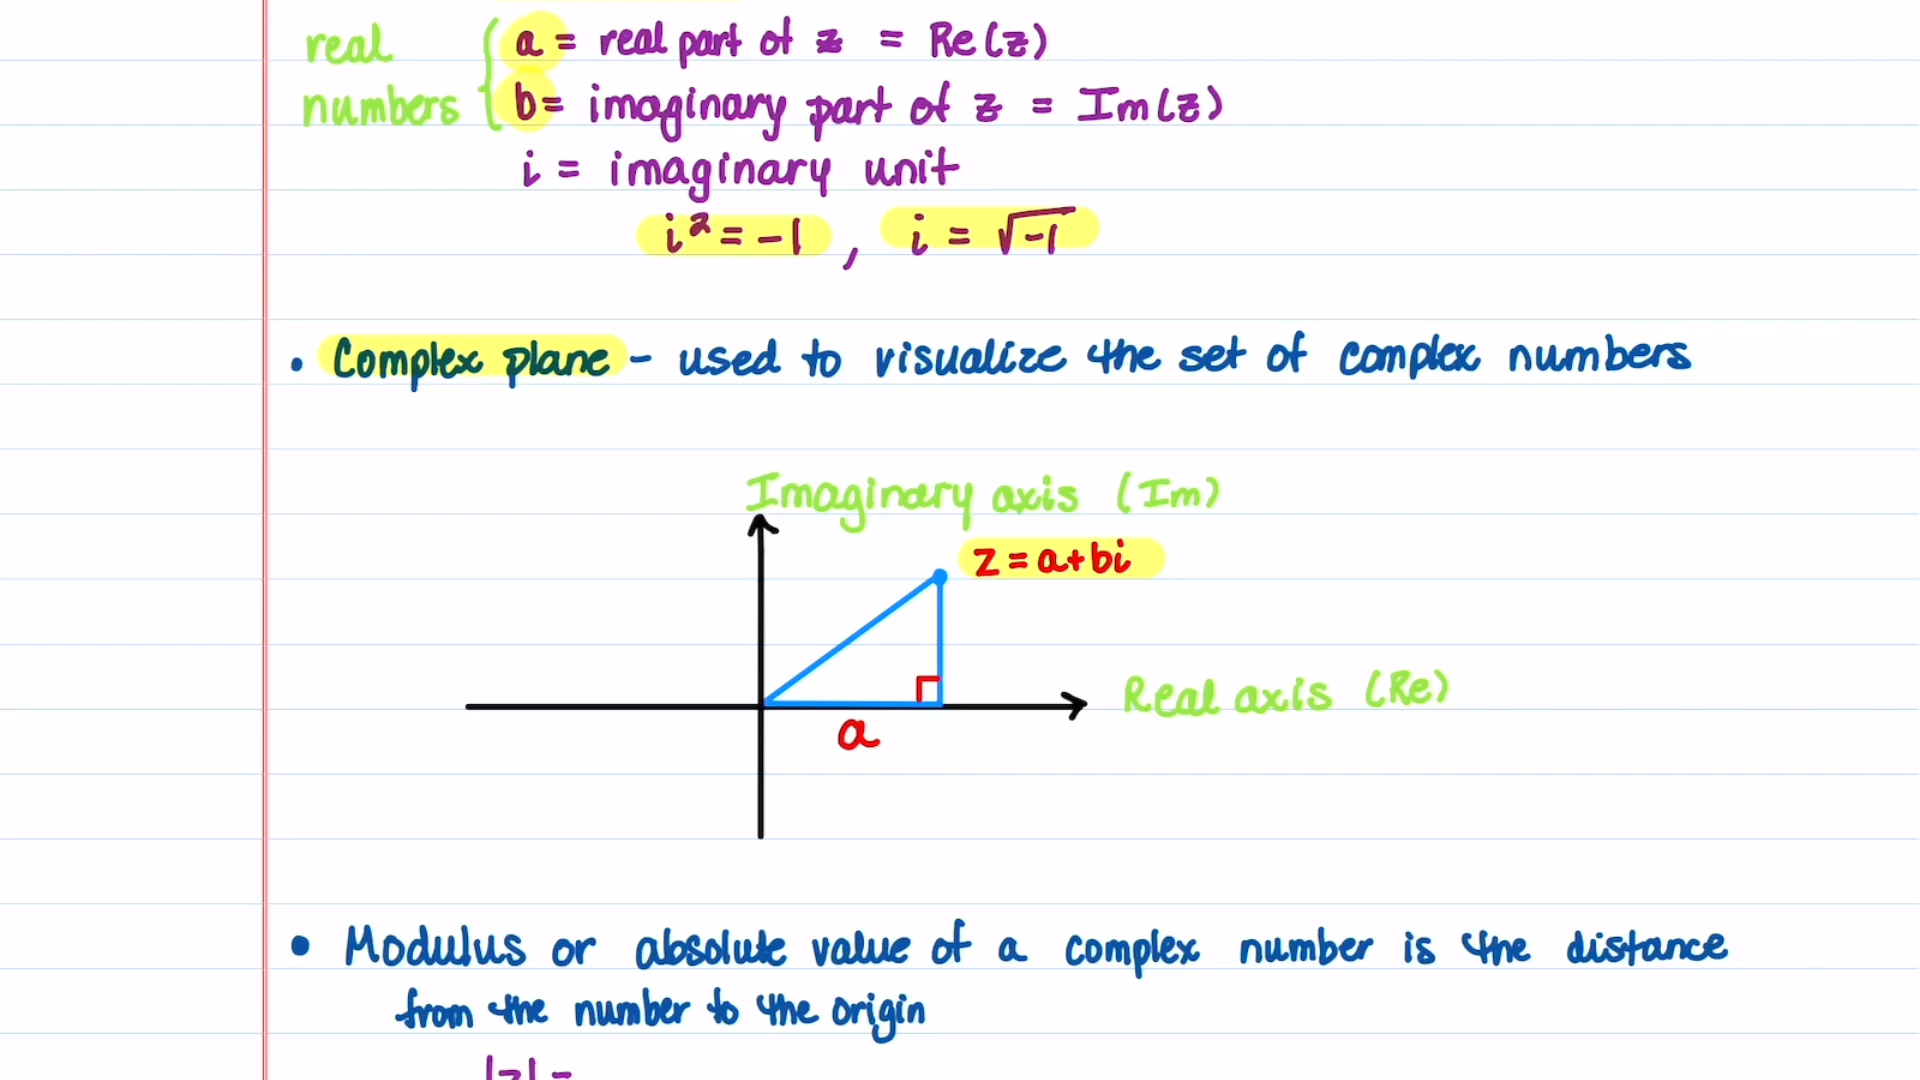 real
numbers
a = real part of z = Re(z)
b = imaginary part of z = Im(z)
i = imaginary unit
i² = -1 , i = √-1
• Complex plane - used to visualize the set of complex numbers
Imaginary axis (Im)
z = a+bi
Real axis (Re)
a
• Modulus or absolute value of a complex number is the distance
from the number to the origin
|z| =